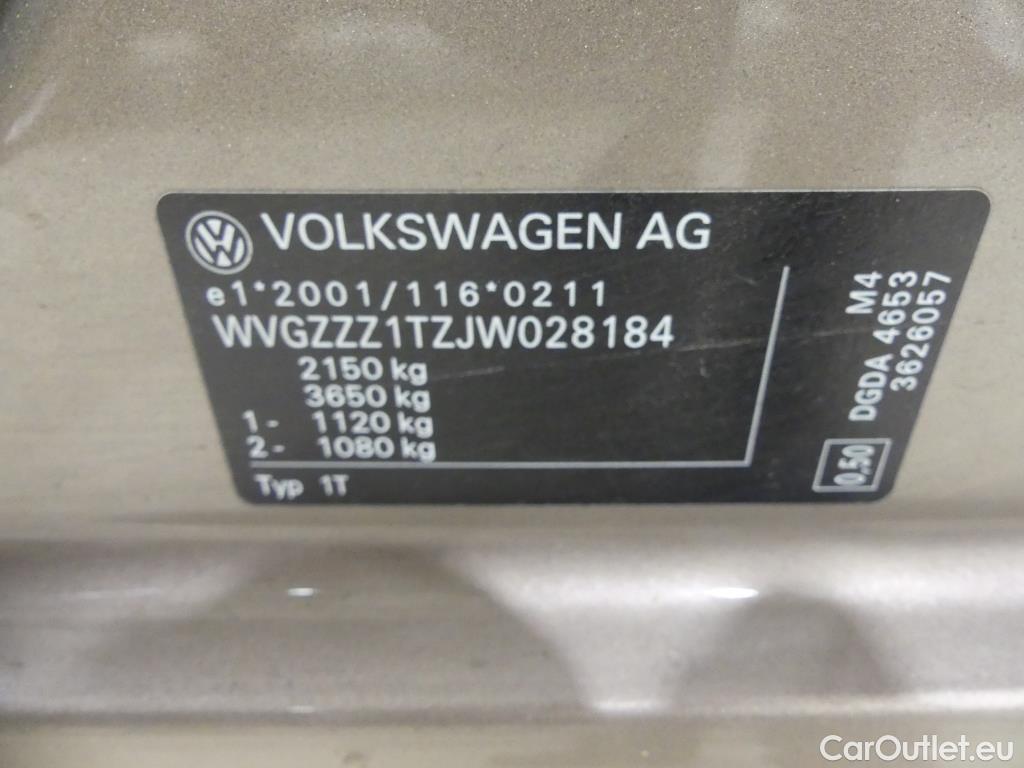 VOLKSWAGEN AG
e1*2001/116*0211
WVGZZZ1TZJW028184
2150 kg
3650 kg
1- 1120 kg
2- 1080 kg
Typ 1T
M4
DGDA 4653
3626057
0,50
CarOutlet.eu